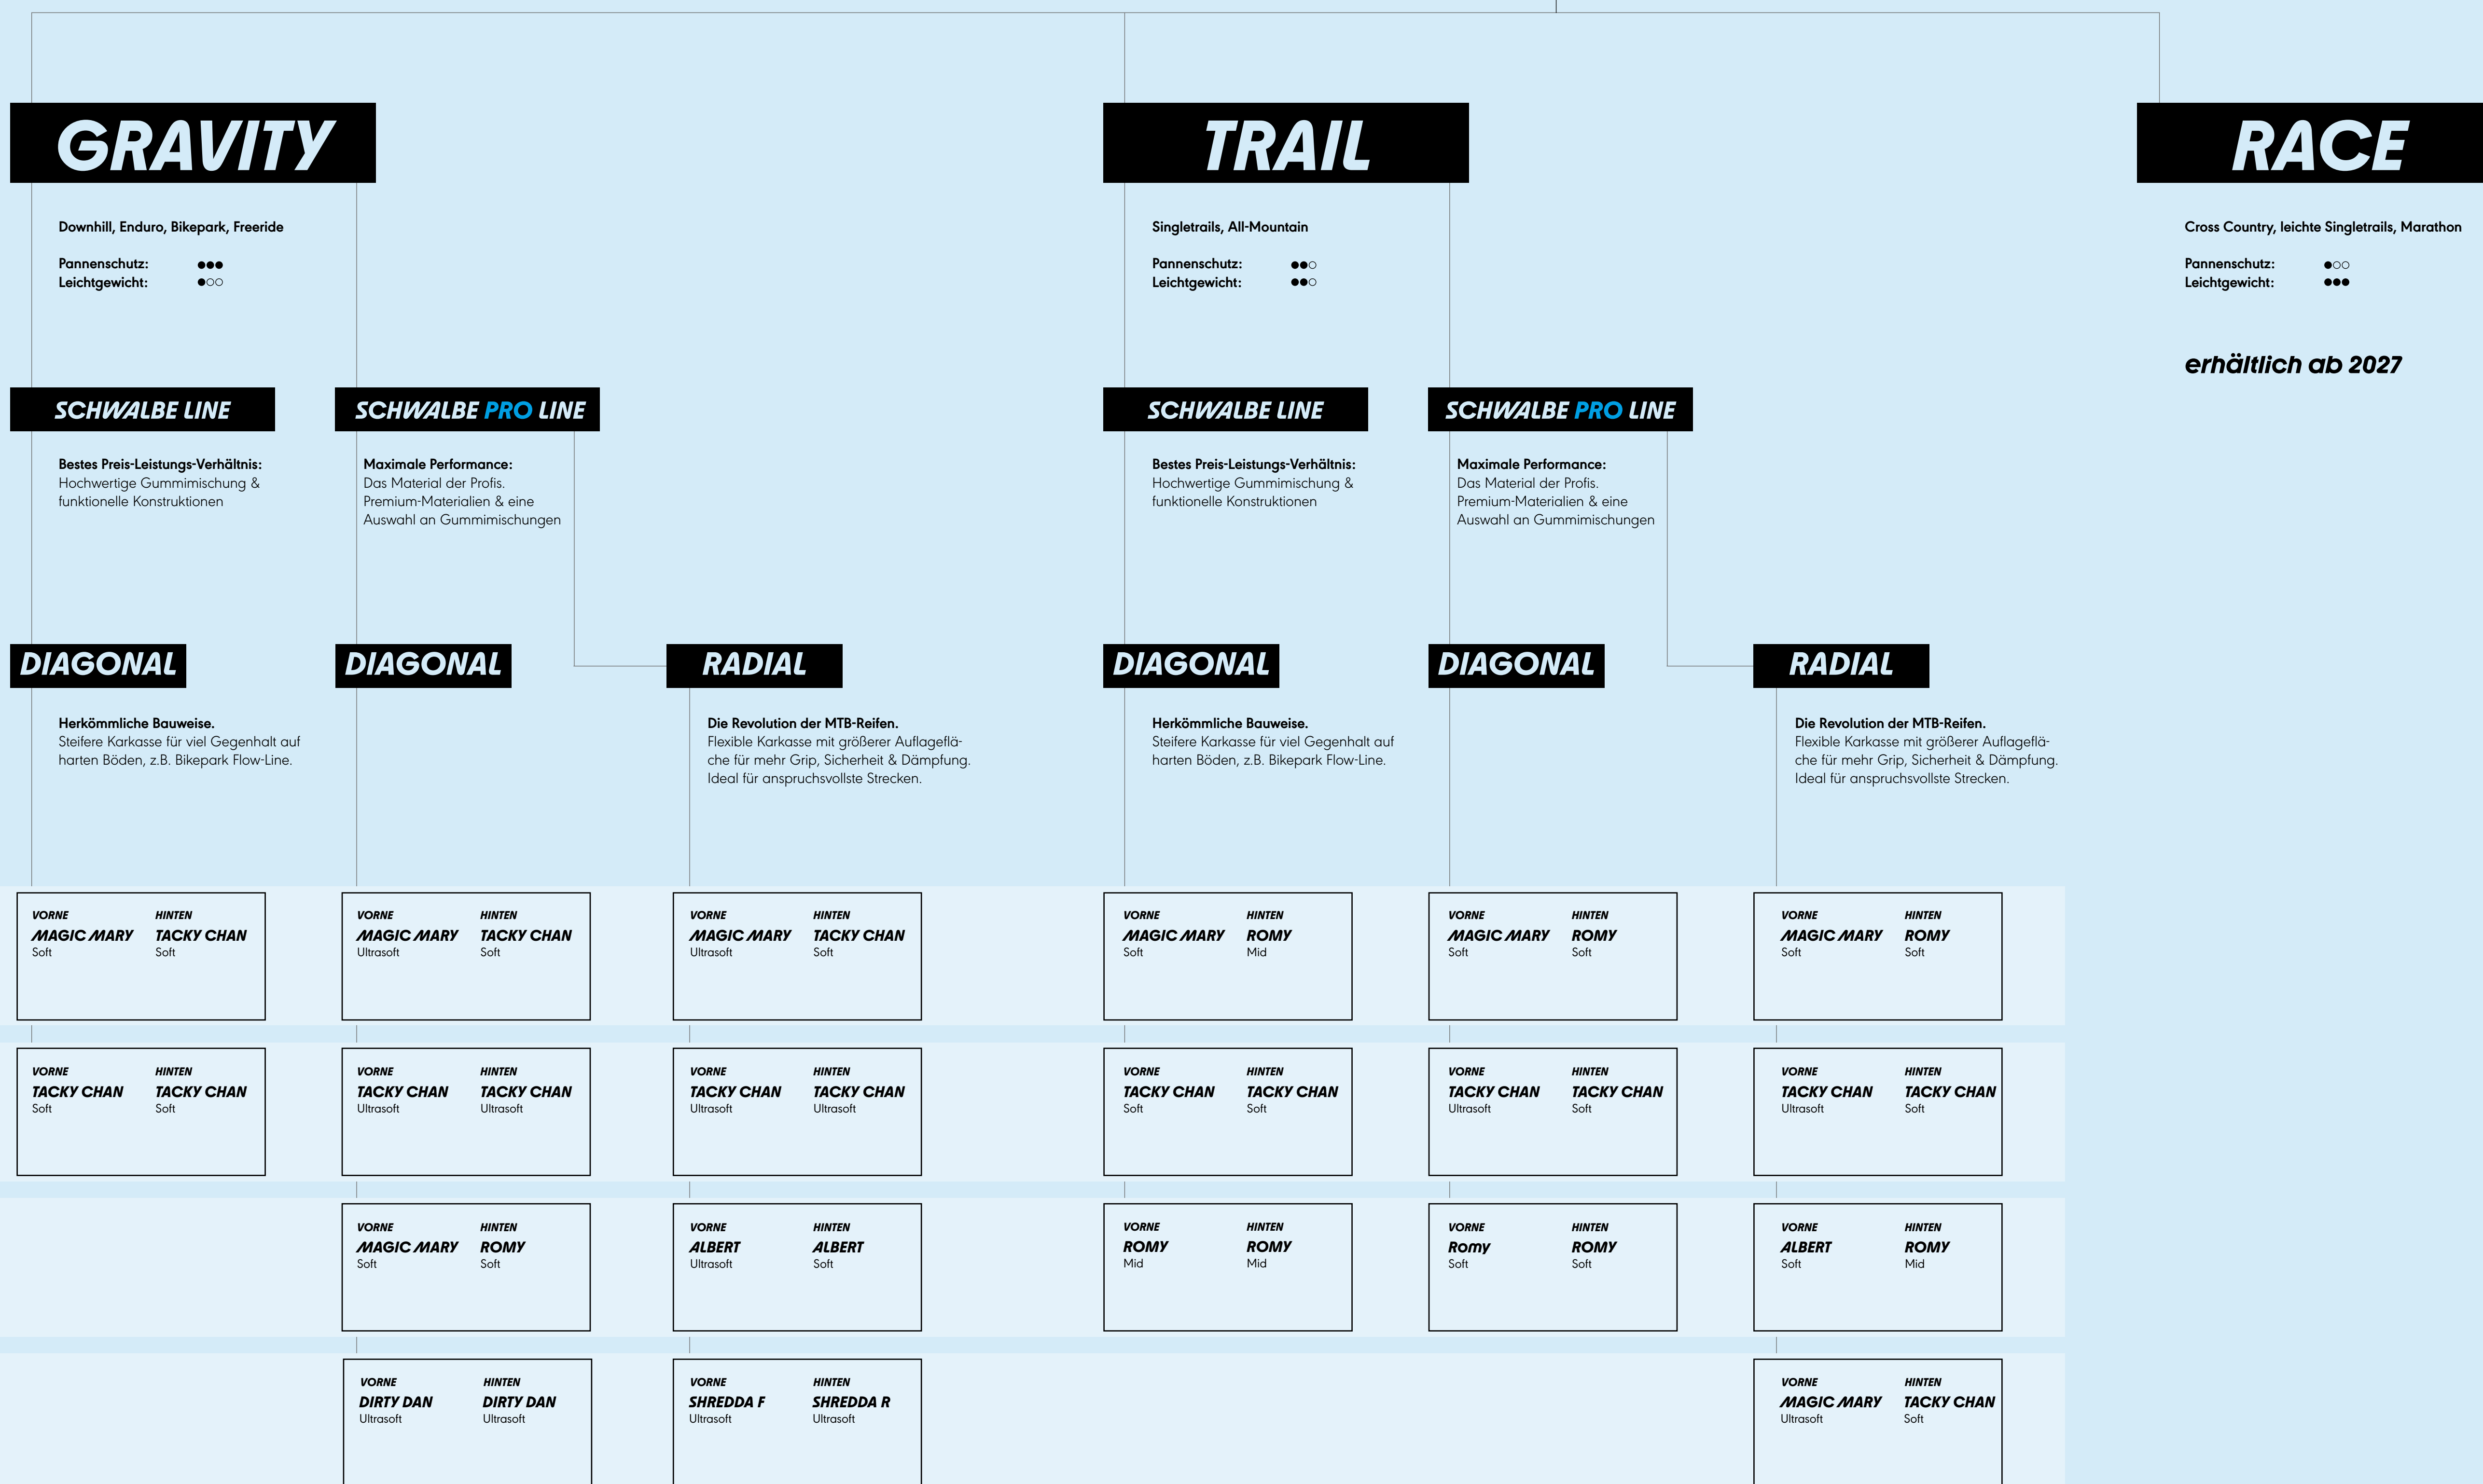 GRAVITY
TRAIL
RACE
Downhill, Enduro, Bikepark, Freeride
Pannenschutz: ●●●
Leichtgewicht: ●○○
Singletrails, All-Mountain
Pannenschutz: ●●○
Leichtgewicht: ●●○
Cross Country, leichte Singletrails, Marathon
Pannenschutz: ●○○
Leichtgewicht: ●●●
erhältlich ab 2027
SCHWALBE LINE
Bestes Preis-Leistungs-Verhältnis:
Hochwertige Gummimischung &
funktionelle Konstruktionen
SCHWALBE PRO LINE
Maximale Performance:
Das Material der Profis.
Premium-Materialien & eine
Auswahl an Gummimischungen
SCHWALBE LINE
Bestes Preis-Leistungs-Verhältnis:
Hochwertige Gummimischung &
funktionelle Konstruktionen
SCHWALBE PRO LINE
Maximale Performance:
Das Material der Profis.
Premium-Materialien & eine
Auswahl an Gummimischungen
DIAGONAL
Herkömmliche Bauweise.
Steifere Karkasse für viel Gegenhalt auf
harten Böden, z.B. Bikepark Flow-Line.
DIAGONAL
RADIAL
Die Revolution der MTB-Reifen.
Flexible Karkasse mit größerer Auflageflä-
che für mehr Grip, Sicherheit & Dämpfung.
Ideal für anspruchsvollste Strecken.
DIAGONAL
Herkömmliche Bauweise.
Steifere Karkasse für viel Gegenhalt auf
harten Böden, z.B. Bikepark Flow-Line.
DIAGONAL
RADIAL
Die Revolution der MTB-Reifen.
Flexible Karkasse mit größerer Auflageflä-
che für mehr Grip, Sicherheit & Dämpfung.
Ideal für anspruchsvollste Strecken.
VORNE HINTEN
MAGIC MARY TACKY CHAN
Soft Soft
VORNE HINTEN
MAGIC MARY TACKY CHAN
Ultrasoft Soft
VORNE HINTEN
MAGIC MARY TACKY CHAN
Ultrasoft Soft
VORNE HINTEN
MAGIC MARY ROMY
Soft Mid
VORNE HINTEN
MAGIC MARY ROMY
Soft Soft
VORNE HINTEN
MAGIC MARY ROMY
Soft Soft
VORNE HINTEN
TACKY CHAN TACKY CHAN
Soft Soft
VORNE HINTEN
TACKY CHAN TACKY CHAN
Ultrasoft Ultrasoft
VORNE HINTEN
TACKY CHAN TACKY CHAN
Ultrasoft Ultrasoft
VORNE HINTEN
TACKY CHAN TACKY CHAN
Soft Soft
VORNE HINTEN
TACKY CHAN TACKY CHAN
Ultrasoft Soft
VORNE HINTEN
TACKY CHAN TACKY CHAN
Ultrasoft Soft
VORNE HINTEN
MAGIC MARY ROMY
Soft Soft
VORNE HINTEN
ALBERT ALBERT
Ultrasoft Soft
VORNE HINTEN
ROMY ROMY
Mid Mid
VORNE HINTEN
Romy ROMY
Soft Soft
VORNE HINTEN
ALBERT ROMY
Soft Mid
VORNE HINTEN
DIRTY DAN DIRTY DAN
Ultrasoft Ultrasoft
VORNE HINTEN
SHREDDA F SHREDDA R
Ultrasoft Ultrasoft
VORNE HINTEN
MAGIC MARY TACKY CHAN
Ultrasoft Soft